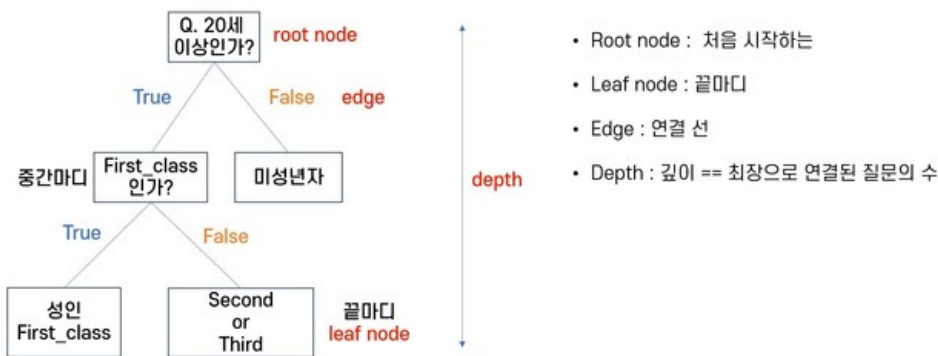 Q. 20세
이상인가?
root node
True
False
edge
중간마디
First_class
인가?
미성년자
depth
True
False
성인
First_class
Second
or
Third
끝마디
leaf node
• Root node : 처음 시작하는
• Leaf node : 끝마디
• Edge : 연결 선
• Depth : 깊이 == 최장으로 연결된 질문의 수